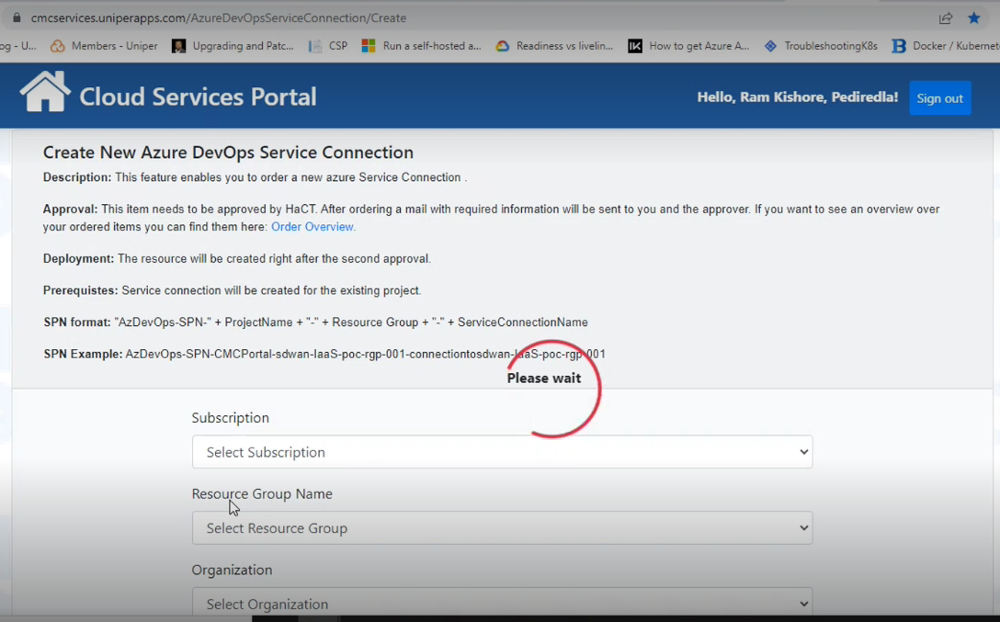 cmcservices.uniperapps.com/AzureDevOpsServiceConnection/Create
og - U... Members - Uniper Upgrading and Patc... CSP Run a self-hosted a... Readiness vs livelin... IK How to get Azure A... TroubleshootingK8s B Docker / Kubernet
Cloud Services Portal
Hello, Ram Kishore, Pediredla! Sign out
Create New Azure DevOps Service Connection
Description: This feature enables you to order a new azure Service Connection .
Approval: This item needs to be approved by HaCT. After ordering a mail with required information will be sent to you and the approver. If you want to see an overview over
your ordered items you can find them here: Order Overview.
Deployment: The resource will be created right after the second approval.
Prerequistes: Service connection will be created for the existing project.
SPN format: "AzDevOps-SPN-" + ProjectName + "-" + Resource Group + "-" + ServiceConnectionName
SPN Example: AzDevOps-SPN-CMCPortal-sdwan-IaaS-poc-rgp-001-connectiontosdwan-IaaS-poc-rgp-001
Please wait
Subscription
Select Subscription
Resource Group Name
Select Resource Group
Organization
Select Organization